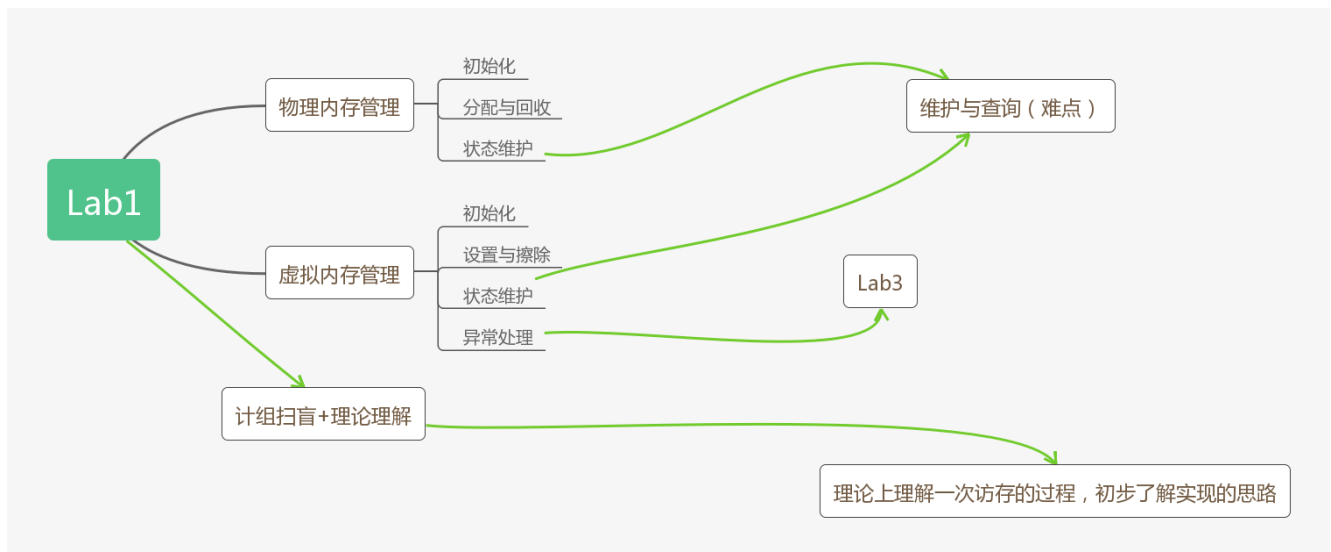 初始化
物理内存管理
分配与回收
维护与查询（难点）
状态维护
Lab1
初始化
设置与擦除
虚拟内存管理
状态维护
Lab3
异常处理
计组扫盲+理论理解
理论上理解一次访存的过程，初步了解实现的思路